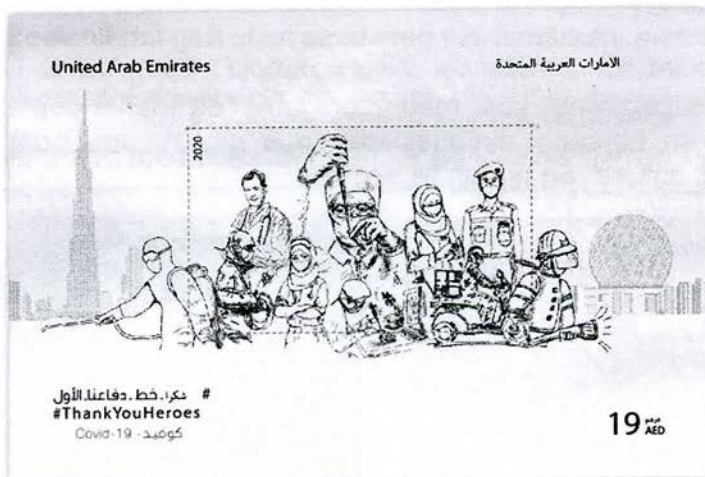 United Arab Emirates
الامارات العربية المتحدة
2020
# شكرا.خط.دفاعنا.الأول
#ThankYouHeroes
Covid-19 - كوفيد
19 درهم AED